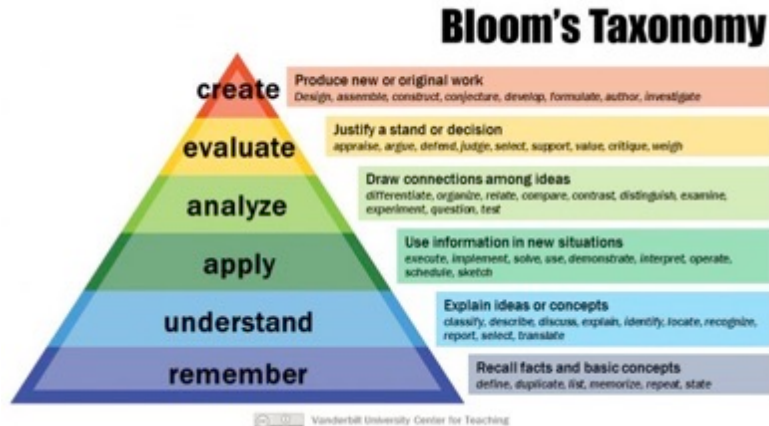 Bloom's Taxonomy
create
Produce new or original work
Design, assemble, construct, conjecture, develop, formulate, author, investigate
evaluate
Justify a stand or decision
appraise, argue, defend, judge, select, support, value, critique, weigh
analyze
Draw connections among ideas
differentiate, organize, relate, compare, contrast, distinguish, examine,
experiment, question, test
apply
Use information in new situations
execute, implement, solve, use, demonstrate, interpret, operate,
schedule, sketch
understand
Explain ideas or concepts
classify, describe, discuss, explain, identify, locate, recognize,
report, select, translate
remember
Recall facts and basic concepts
define, duplicate, list, memorize, repeat, state
Vanderbilt University Center for Teaching